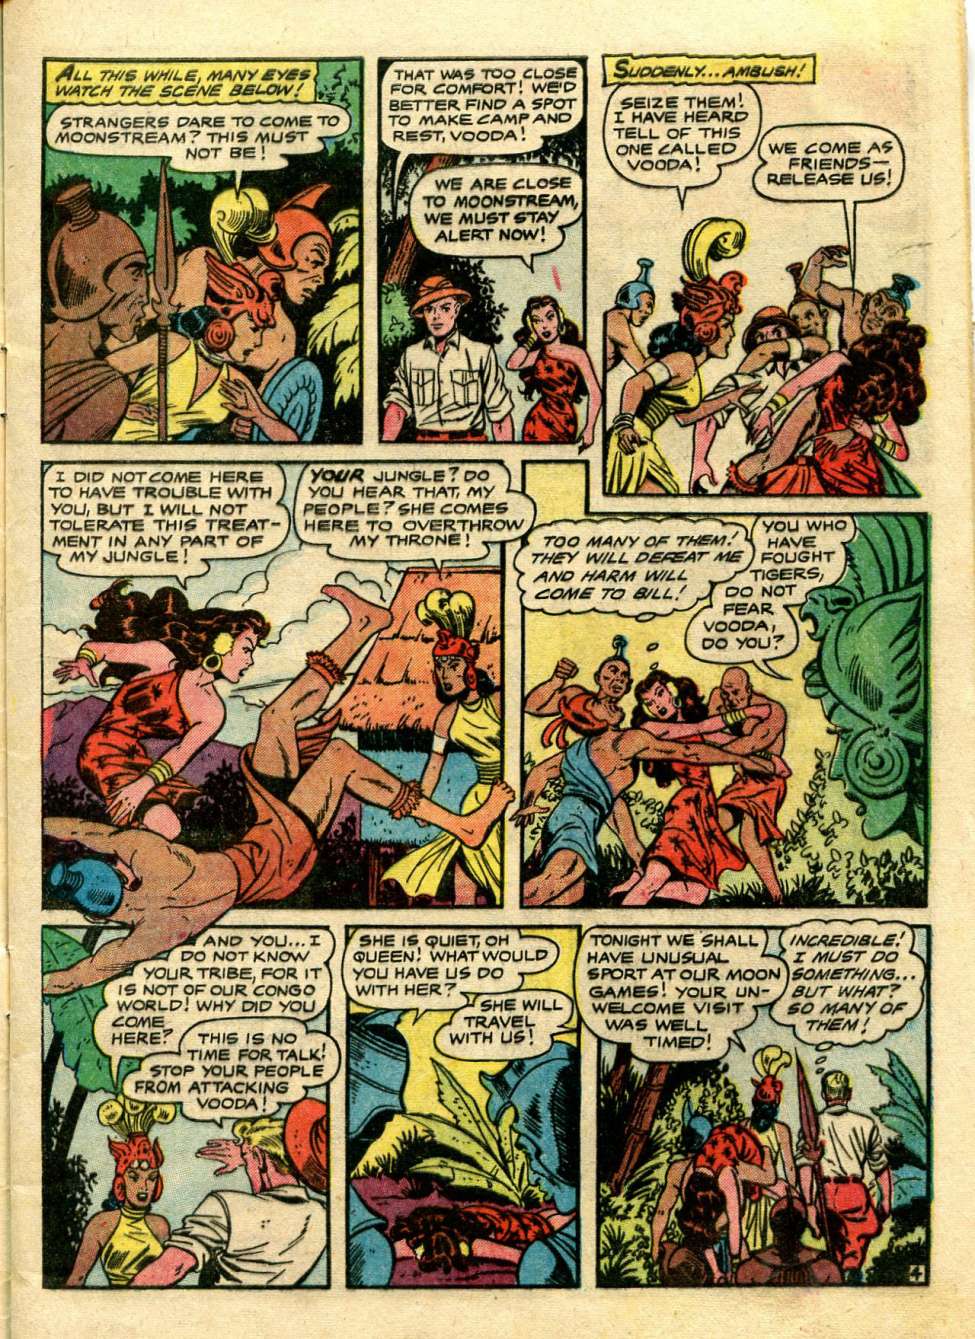 ALL THIS WHILE, MANY EYES
WATCH THE SCENE BELOW!
STRANGERS DARE TO COME TO
MOONSTREAM? THIS MUST
NOT BE!
THAT WAS TOO CLOSE
FOR COMFORT! WE'D
BETTER FIND A SPOT
TO MAKE CAMP AND
REST, VOODA!
WE ARE CLOSE
TO MOONSTREAM,
WE MUST STAY
ALERT NOW!
SUDDENLY... AMBUSH!
SEIZE THEM!
I HAVE HEARD
TELL OF THIS
ONE CALLED
VOODA!
WE COME AS
FRIENDS—
RELEASE US!
I DID NOT COME HERE
TO HAVE TROUBLE WITH
YOU, BUT I WILL NOT
TOLERATE THIS TREAT-
MENT IN ANY PART OF
MY JUNGLE!
YOUR JUNGLE? DO
YOU HEAR THAT, MY
PEOPLE? SHE COMES
HERE TO OVERTHROW
MY THRONE!
TOO MANY OF THEM!
THEY WILL DEFEAT ME
AND HARM WILL
COME TO BILL!
YOU WHO
HAVE
FOUGHT
TIGERS,
DO NOT
FEAR
VOODA,
DO YOU?
AND YOU... I
DO NOT KNOW
YOUR TRIBE, FOR IT
IS NOT OF OUR CONGO
WORLD! WHY DID YOU
COME
HERE?
THIS IS NO
TIME FOR TALK!
STOP YOUR PEOPLE
FROM ATTACKING
VOODA!
SHE IS QUIET, OH
QUEEN! WHAT WOULD
YOU HAVE US DO
WITH HER?
SHE WILL
TRAVEL
WITH US!
TONIGHT WE SHALL
HAVE UNUSUAL
SPORT AT OUR MOON
GAMES! YOUR UN-
WELCOME VISIT
WAS WELL
TIMED!
INCREDIBLE!
I MUST DO
SOMETHING...
BUT WHAT?
SO MANY OF
THEM!
4